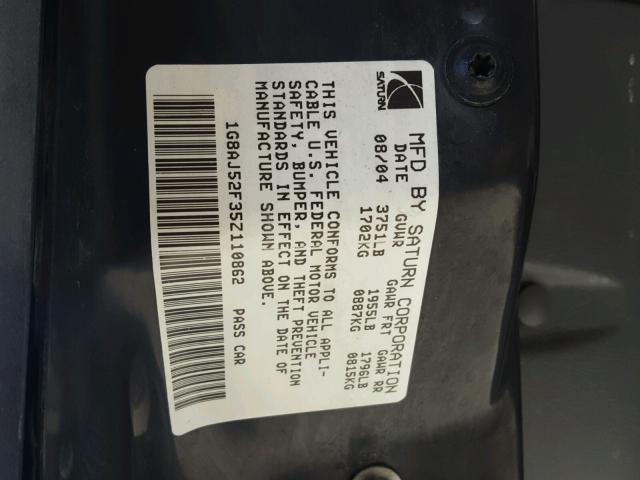 SATURN
MFD BY SATURN CORPORATION
DATE GVWR GAWR FRT GAWR RR
08/04 3751LB 1955LB 1796LB
1702KG 0887KG 0815KG
THIS VEHICLE CONFORMS TO ALL APPLI-
CABLE U.S. FEDERAL MOTOR VEHICLE
SAFETY, BUMPER, AND THEFT PREVENTION
STANDARDS IN EFFECT ON THE DATE OF
MANUFACTURE SHOWN ABOVE.
1G8AJ52F35Z110862 PASS CAR